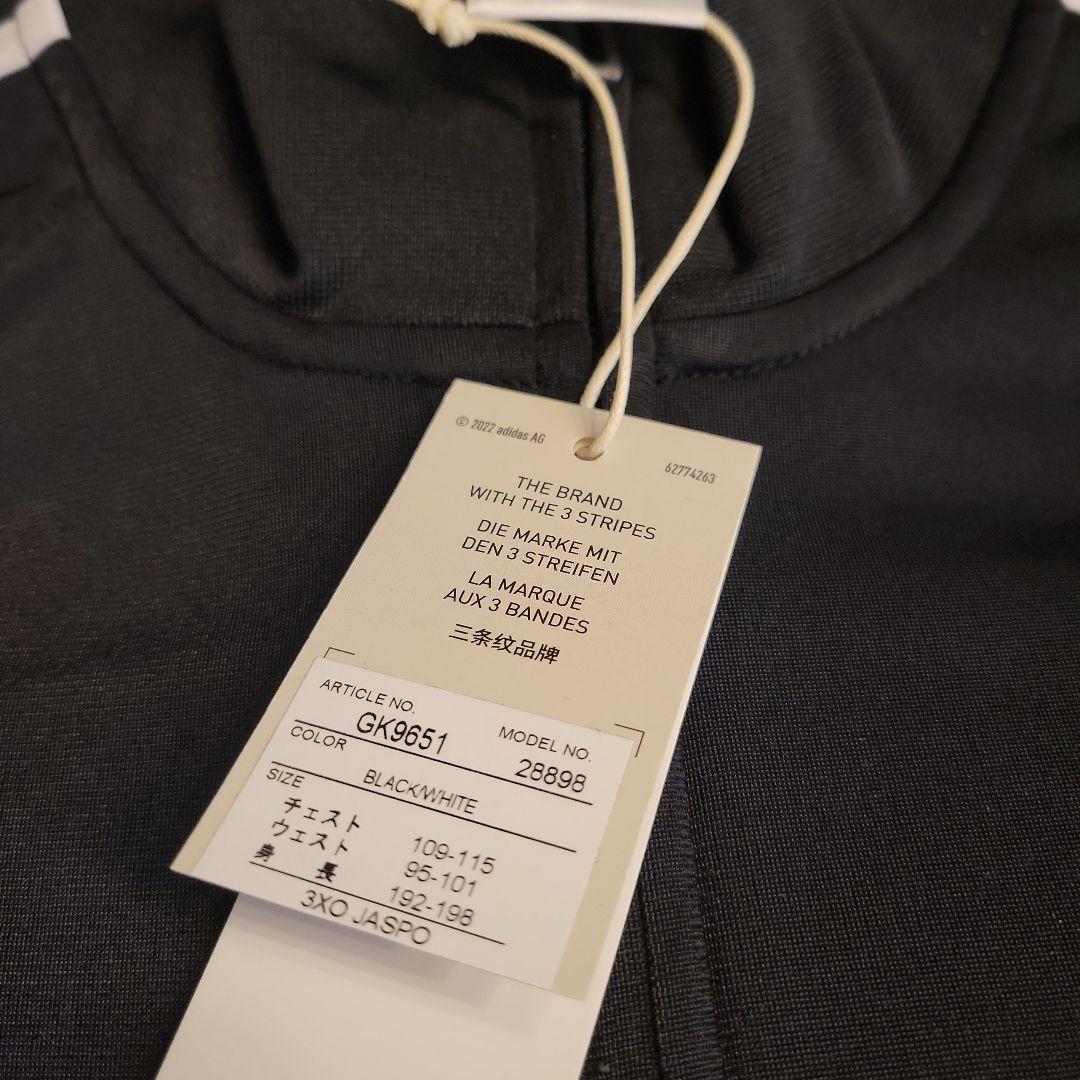 © 2022 adidas AG
62774263
THE BRAND
WITH THE 3 STRIPES
DIE MARKE MIT
DEN 3 STREIFEN
LA MARQUE
AUX 3 BANDES
三条纹品牌
ARTICLE NO.
GK9651
MODEL NO.
28898
COLOR
BLACK/WHITE
SIZE
チェスト 109-115
ウェスト 95-101
身 長 192-198
3XO JASPO